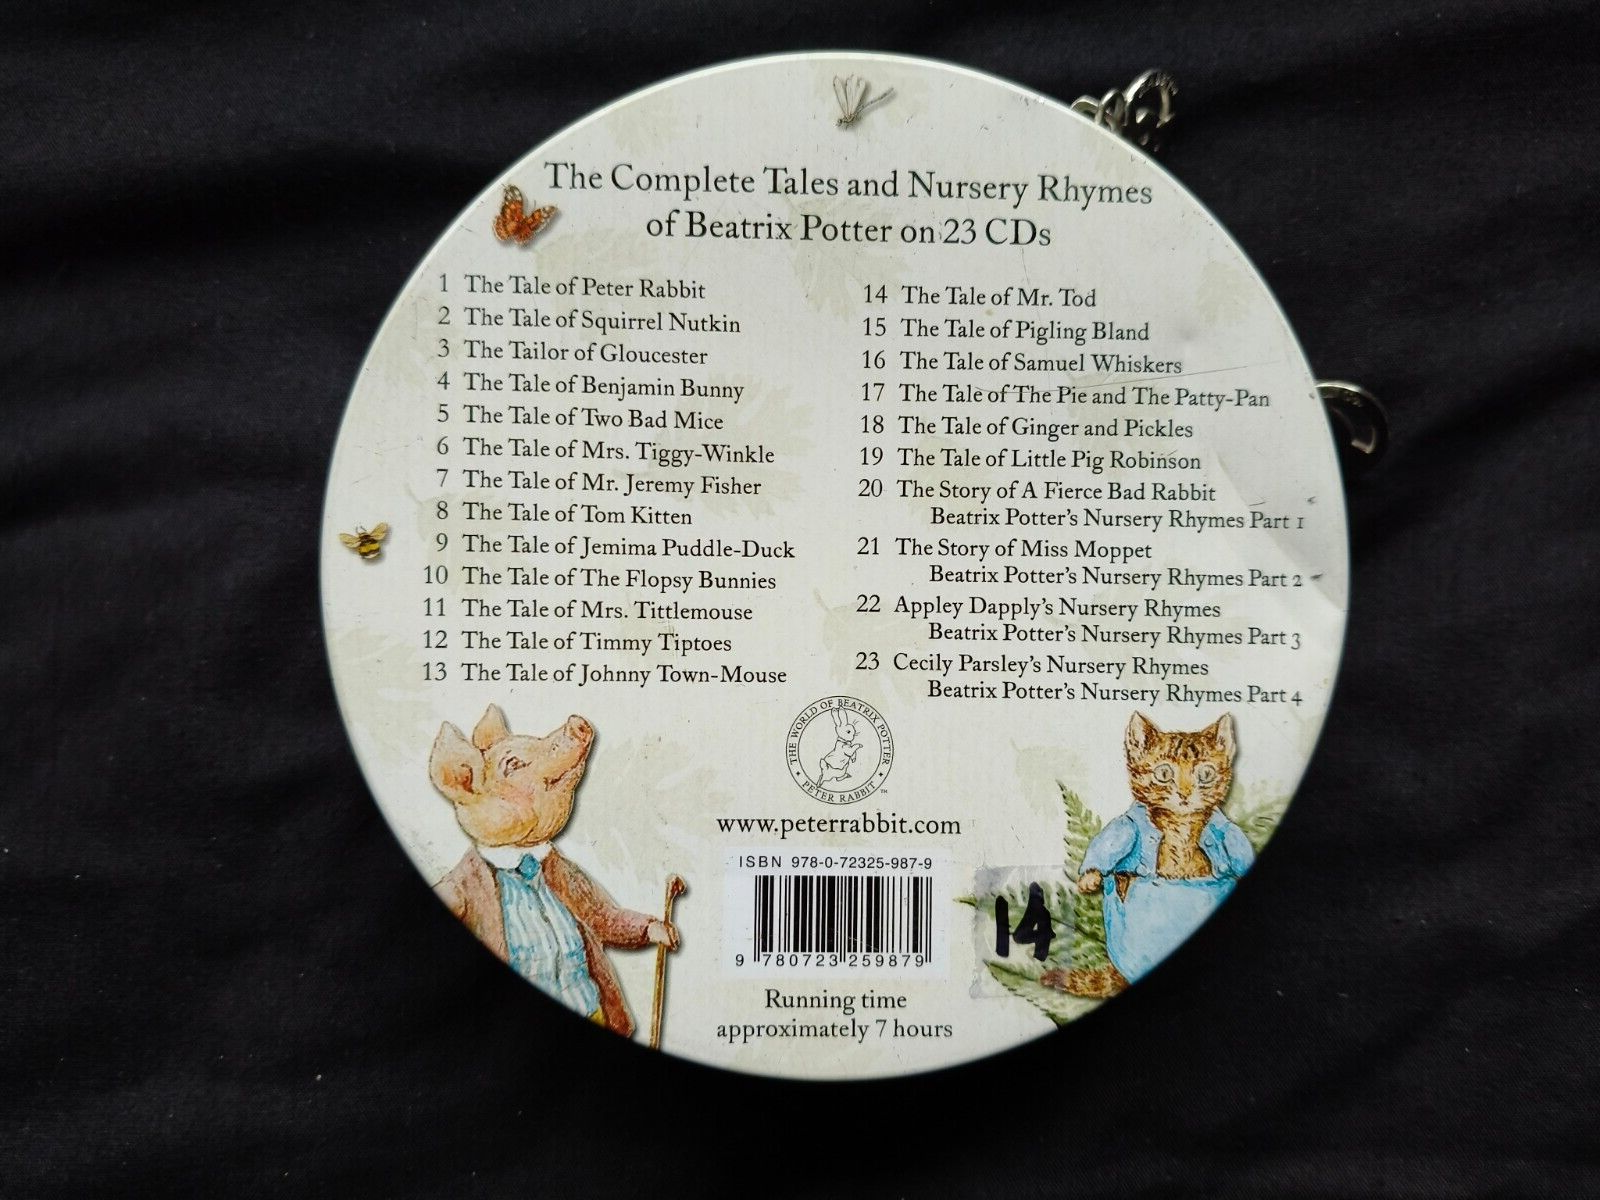 The Complete Tales and Nursery Rhymes
of Beatrix Potter on 23 CDs
1 The Tale of Peter Rabbit
2 The Tale of Squirrel Nutkin
3 The Tailor of Gloucester
4 The Tale of Benjamin Bunny
5 The Tale of Two Bad Mice
6 The Tale of Mrs. Tiggy-Winkle
7 The Tale of Mr. Jeremy Fisher
8 The Tale of Tom Kitten
9 The Tale of Jemima Puddle-Duck
10 The Tale of The Flopsy Bunnies
11 The Tale of Mrs. Tittlemouse
12 The Tale of Timmy Tiptoes
13 The Tale of Johnny Town-Mouse
14 The Tale of Mr. Tod
15 The Tale of Pigling Bland
16 The Tale of Samuel Whiskers
17 The Tale of The Pie and The Patty-Pan
18 The Tale of Ginger and Pickles
19 The Tale of Little Pig Robinson
20 The Story of A Fierce Bad Rabbit
Beatrix Potter's Nursery Rhymes Part 1
21 The Story of Miss Moppet
Beatrix Potter's Nursery Rhymes Part 2
22 Appley Dapply's Nursery Rhymes
Beatrix Potter's Nursery Rhymes Part 3
23 Cecily Parsley's Nursery Rhymes
Beatrix Potter's Nursery Rhymes Part 4
THE WORLD OF BEATRIX POTTER
• PETER RABBIT • ™
www.peterrabbit.com
ISBN 978-0-72325-987-9
9 780723 259879
14
Running time
approximately 7 hours